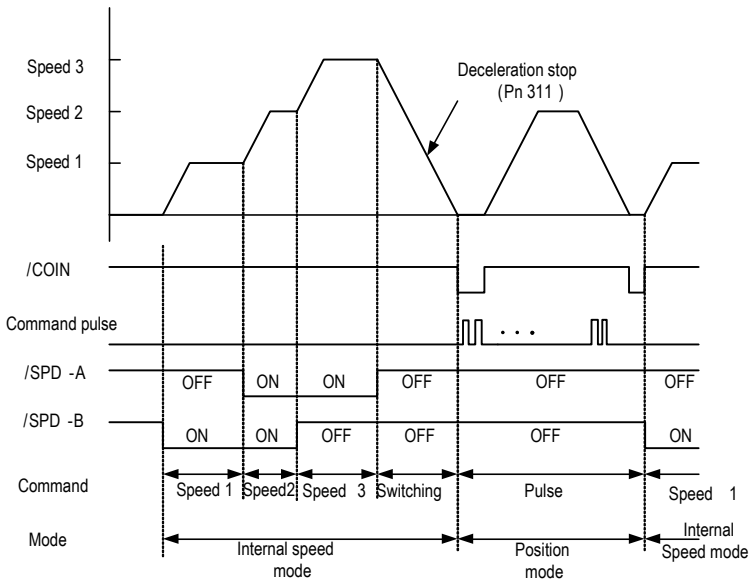 Speed 3
Deceleration stop
(Pn 311 )
Speed 2
Speed 1
/COIN
Command pulse
. . .
/SPD -A
OFF ON ON OFF OFF OFF
/SPD -B
ON ON OFF OFF OFF ON
Command
Speed 1 Speed2 Speed 3 Switching Pulse Speed 1
Mode
Internal speed
mode
Position
mode
Internal
Speed mode